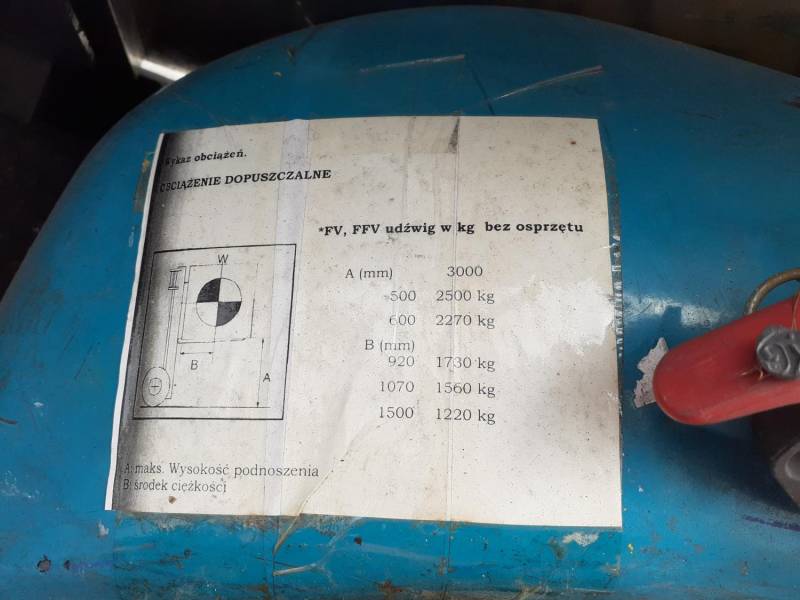 Wykaz obciążeń.
OBCIĄŻENIE DOPUSZCZALNE
*FV, FFV udźwig w kg bez osprzętu
A (mm) 3000
500 2500 kg
600 2270 kg
B (mm)
920 1730 kg
1070 1560 kg
1500 1220 kg
W
B
A
A: maks. Wysokość podnoszenia
B: środek ciężkości